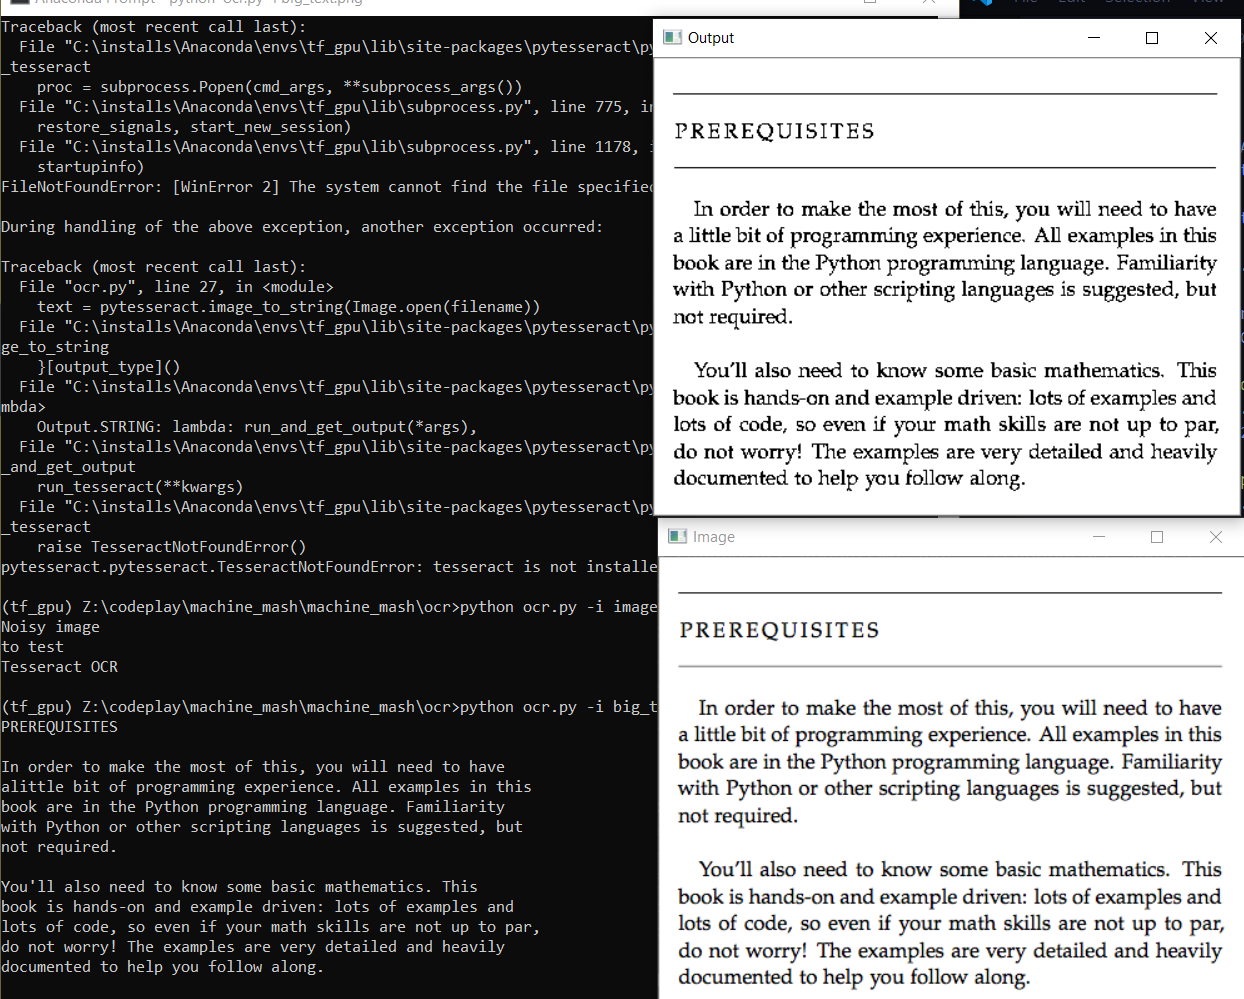 Anaconda Prompt - python ocr.py -i big_text.png
Traceback (most recent call last):
  File "C:\installs\Anaconda\envs\tf_gpu\lib\site-packages\pytesseract\py
_tesseract
    proc = subprocess.Popen(cmd_args, **subprocess_args())
  File "C:\installs\Anaconda\envs\tf_gpu\lib\subprocess.py", line 775, in
    restore_signals, start_new_session)
  File "C:\installs\Anaconda\envs\tf_gpu\lib\subprocess.py", line 1178, 
    startupinfo)
FileNotFoundError: [WinError 2] The system cannot find the file specified
During handling of the above exception, another exception occurred:
Traceback (most recent call last):
  File "ocr.py", line 27, in <module>
    text = pytesseract.image_to_string(Image.open(filename))
  File "C:\installs\Anaconda\envs\tf_gpu\lib\site-packages\pytesseract\py
ge_to_string
    }[output_type]()
  File "C:\installs\Anaconda\envs\tf_gpu\lib\site-packages\pytesseract\py
mbda>
    Output.STRING: lambda: run_and_get_output(*args),
  File "C:\installs\Anaconda\envs\tf_gpu\lib\site-packages\pytesseract\py
_and_get_output
    run_tesseract(**kwargs)
  File "C:\installs\Anaconda\envs\tf_gpu\lib\site-packages\pytesseract\py
_tesseract
    raise TesseractNotFoundError()
pytesseract.pytesseract.TesseractNotFoundError: tesseract is not installe
(tf_gpu) Z:\codeplay\machine_mash\machine_mash\ocr>python ocr.py -i image
Noisy image
to test
Tesseract OCR
(tf_gpu) Z:\codeplay\machine_mash\machine_mash\ocr>python ocr.py -i big_t
PREREQUISITES
In order to make the most of this, you will need to have
alittle bit of programming experience. All examples in this
book are in the Python programming language. Familiarity
with Python or other scripting languages is suggested, but
not required.
You'll also need to know some basic mathematics. This
book is hands-on and example driven: lots of examples and
lots of code, so even if your math skills are not up to par,
do not worry! The examples are very detailed and heavily
documented to help you follow along.
File Edit Selection View
Output
PREREQUISITES
In order to make the most of this, you will need to have
a little bit of programming experience. All examples in this
book are in the Python programming language. Familiarity
with Python or other scripting languages is suggested, but
not required.
You’ll also need to know some basic mathematics. This
book is hands-on and example driven: lots of examples and
lots of code, so even if your math skills are not up to par,
do not worry! The examples are very detailed and heavily
documented to help you follow along.
Image
PREREQUISITES
In order to make the most of this, you will need to have
a little bit of programming experience. All examples in this
book are in the Python programming language. Familiarity
with Python or other scripting languages is suggested, but
not required.
You’ll also need to know some basic mathematics. This
book is hands-on and example driven: lots of examples and
lots of code, so even if your math skills are not up to par,
do not worry! The examples are very detailed and heavily
documented to help you follow along.